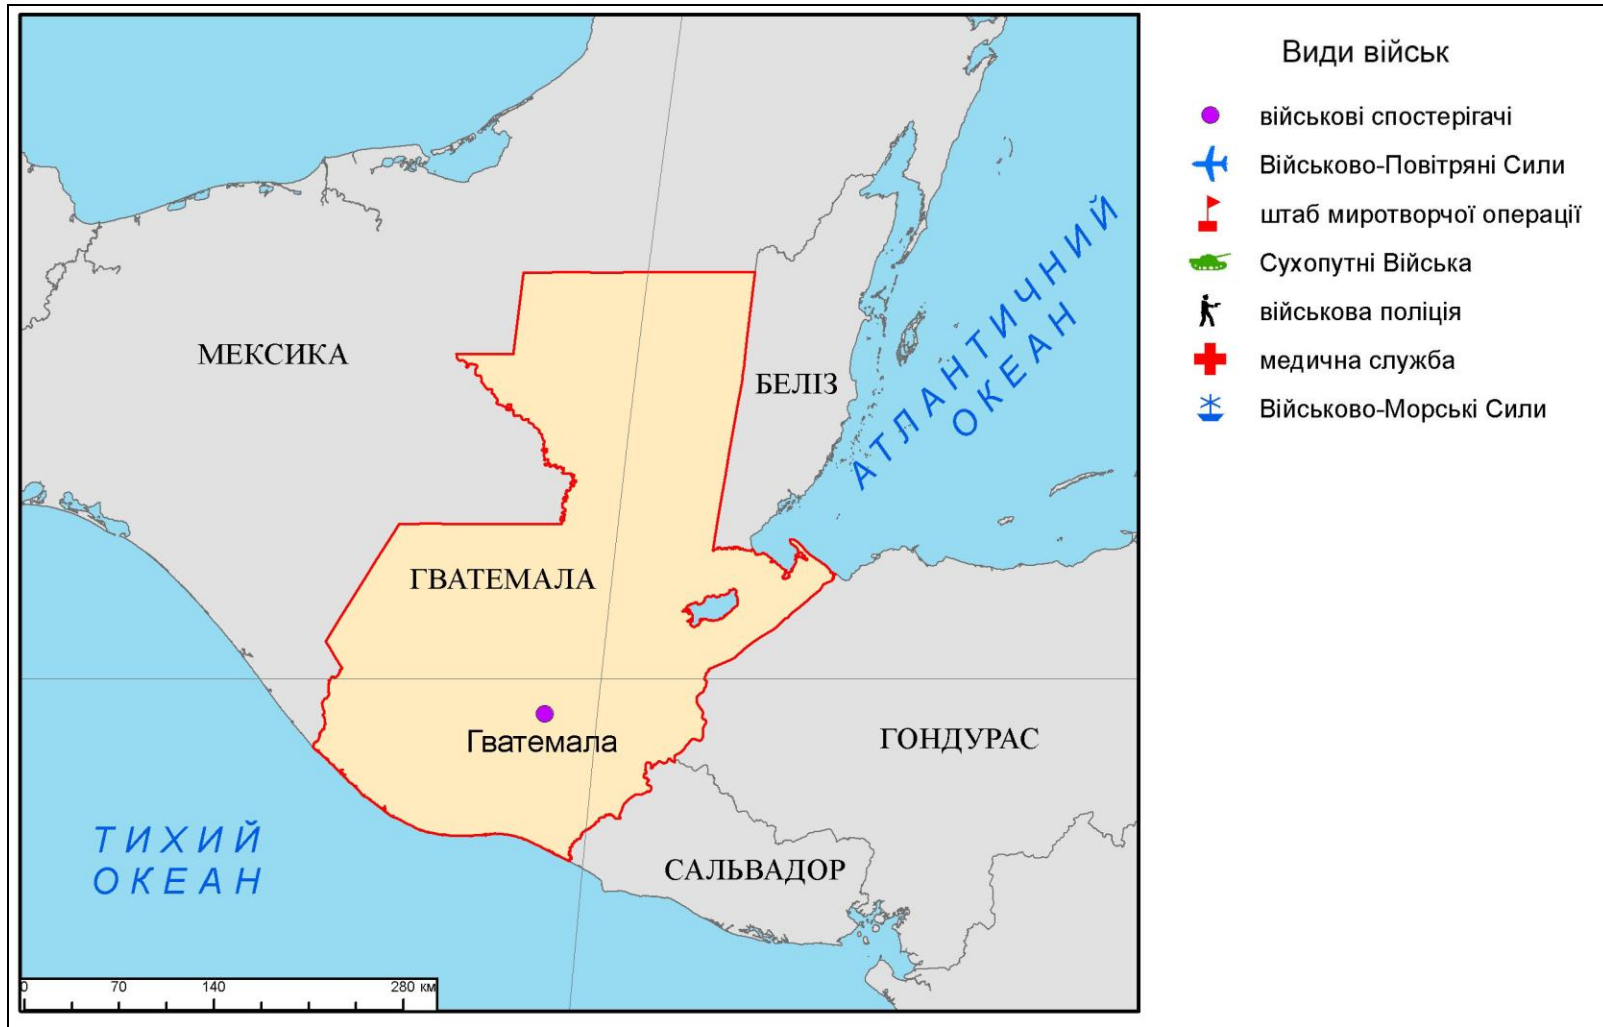 Види військ
військові спостерігачі
Військово-Повітряні Сили
штаб миротворчої операції
Сухопутні Війська
військова поліція
медична служба
Військово-Морські Сили
МЕКСИКА
БЕЛІЗ
АТЛАНТИЧНИЙ
ОКЕАН
ГВАТЕМАЛА
Гватемала
ГОНДУРАС
САЛЬВАДОР
ТИХИЙ
ОКЕАН
0 70 140 280 км